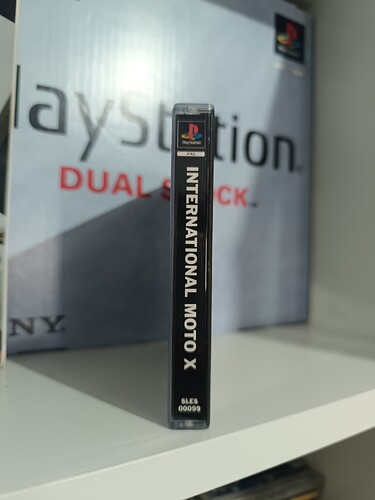 layStation
DUAL S CK
NY.
PlayStation
PAL
INTERNATIONAL MOTO X
SLES
00099